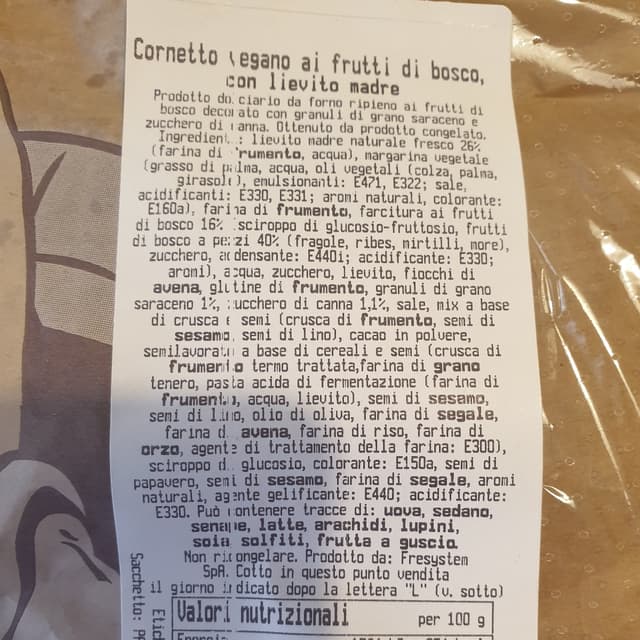 Cornetto vegano ai frutti di bosco,
con lievito madre
Prodotto dolciario da forno ripieno ai frutti di
bosco decorato con granuli di grano saraceno e
zucchero di canna. Ottenuto da prodotto congelato.
Ingredienti: lievito madre naturale fresco 26%
(farina di frumento, acqua), margarina vegetale
(grasso di palma, acqua, oli vegetali (colza, palma,
girasole), emulsionanti: E471, E322; sale,
acidificanti: E330, E331; aromi naturali, colorante:
E160a), farina di frumento, farcitura ai frutti
di bosco 16% (sciroppo di glucosio-fruttosio, frutti
di bosco a pezzi 40% (fragole, ribes, mirtilli, more),
zucchero, addensante: E440i; acidificante: E330;
aromi), acqua, zucchero, lievito, fiocchi di
avena, glutine di frumento, granuli di grano
saraceno 1%, zucchero di canna 1,1%, sale, mix a base
di crusca e semi (crusca di frumento, semi di
sesamo, semi di lino), cacao in polvere,
semilavorato a base di cereali e semi (crusca di
frumento termo trattata,farina di grano
tenero, pasta acida di fermentazione (farina di
frumento, acqua, lievito), semi di sesamo,
semi di lino, olio di oliva, farina di segale,
farina di avena, farina di riso, farina di
orzo, agente di trattamento della farina: E300),
sciroppo di glucosio, colorante: E150a, semi di
papavero, semi di sesamo, farina di segale, aromi
naturali, agente gelificante: E440; acidificante:
E330. Può contenere tracce di: uova, sedano,
senape, latte, arachidi, lupini,
soia, solfiti, frutta a guscio.
Non ricongelare. Prodotto da: Fresystem
SpA. Cotto in questo punto vendita
il giorno indicato dopo la lettera "L" (v. sotto)
Valori nutrizionali per 100 g
Sacchetto: